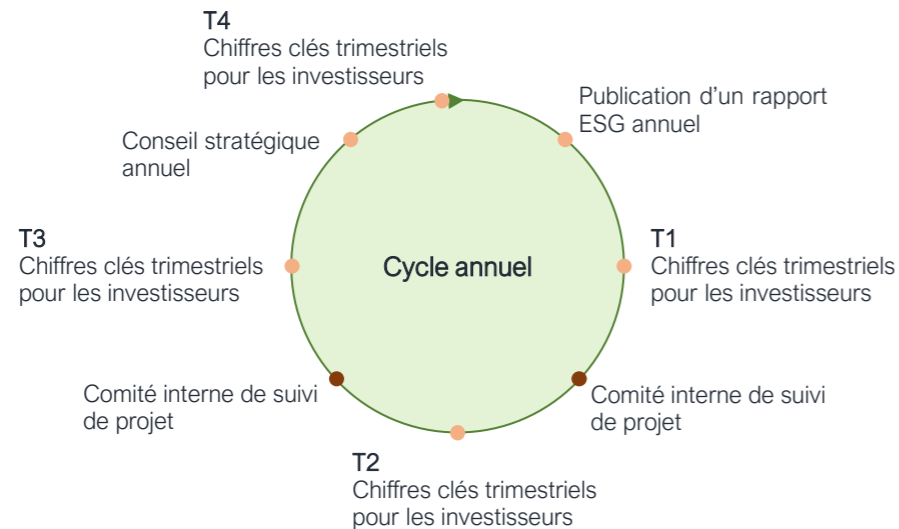 T4
Chiffres clés trimestriels
pour les investisseurs
Publication d’un rapport
ESG annuel
Conseil stratégique
annuel
T3
Chiffres clés trimestriels
pour les investisseurs
Cycle annuel
T1
Chiffres clés trimestriels
pour les investisseurs
Comité interne de suivi
de projet
Comité interne de suivi
de projet
T2
Chiffres clés trimestriels
pour les investisseurs